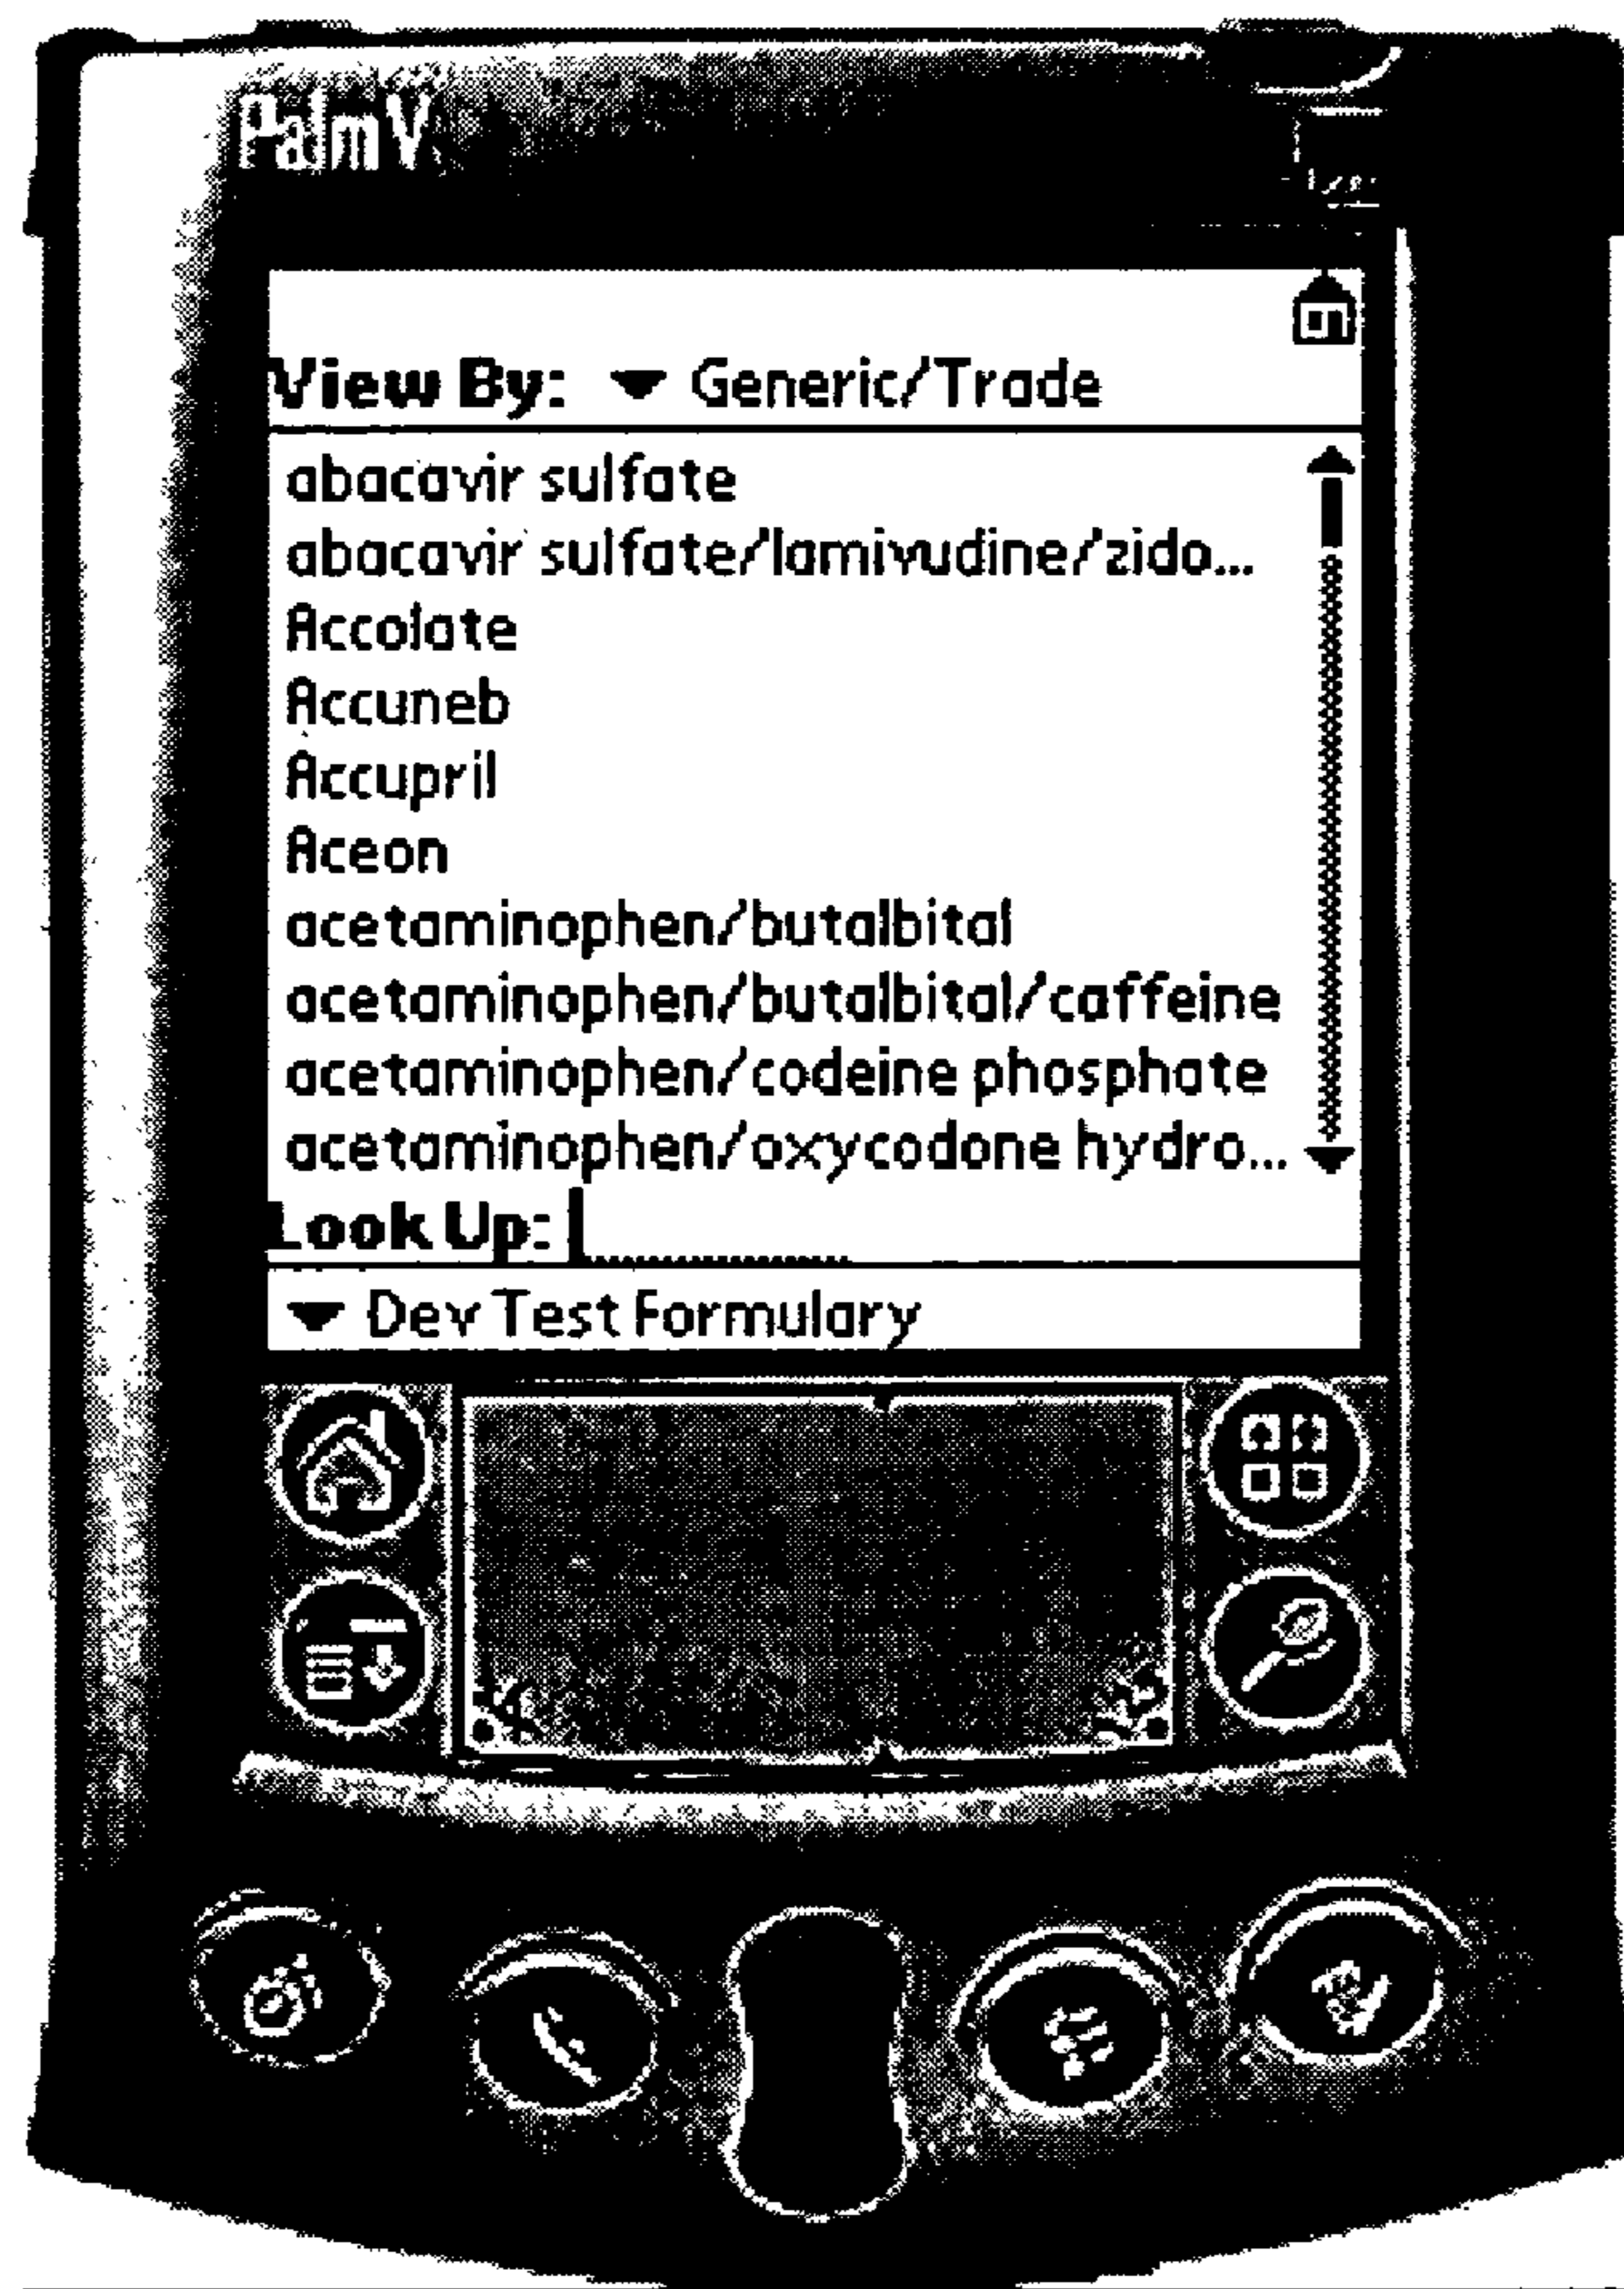 PalmV
View By: Generic/Trade
abacavir sulfate
abacavir sulfate/lamivudine/zido...
Accolate
Accuneb
Accupril
Aceon
acetaminophen/butalbital
acetaminophen/butalbital/caffeine
acetaminophen/codeine phosphate
acetaminophen/oxycodone hydro...
Look Up:
Dev Test Formulary